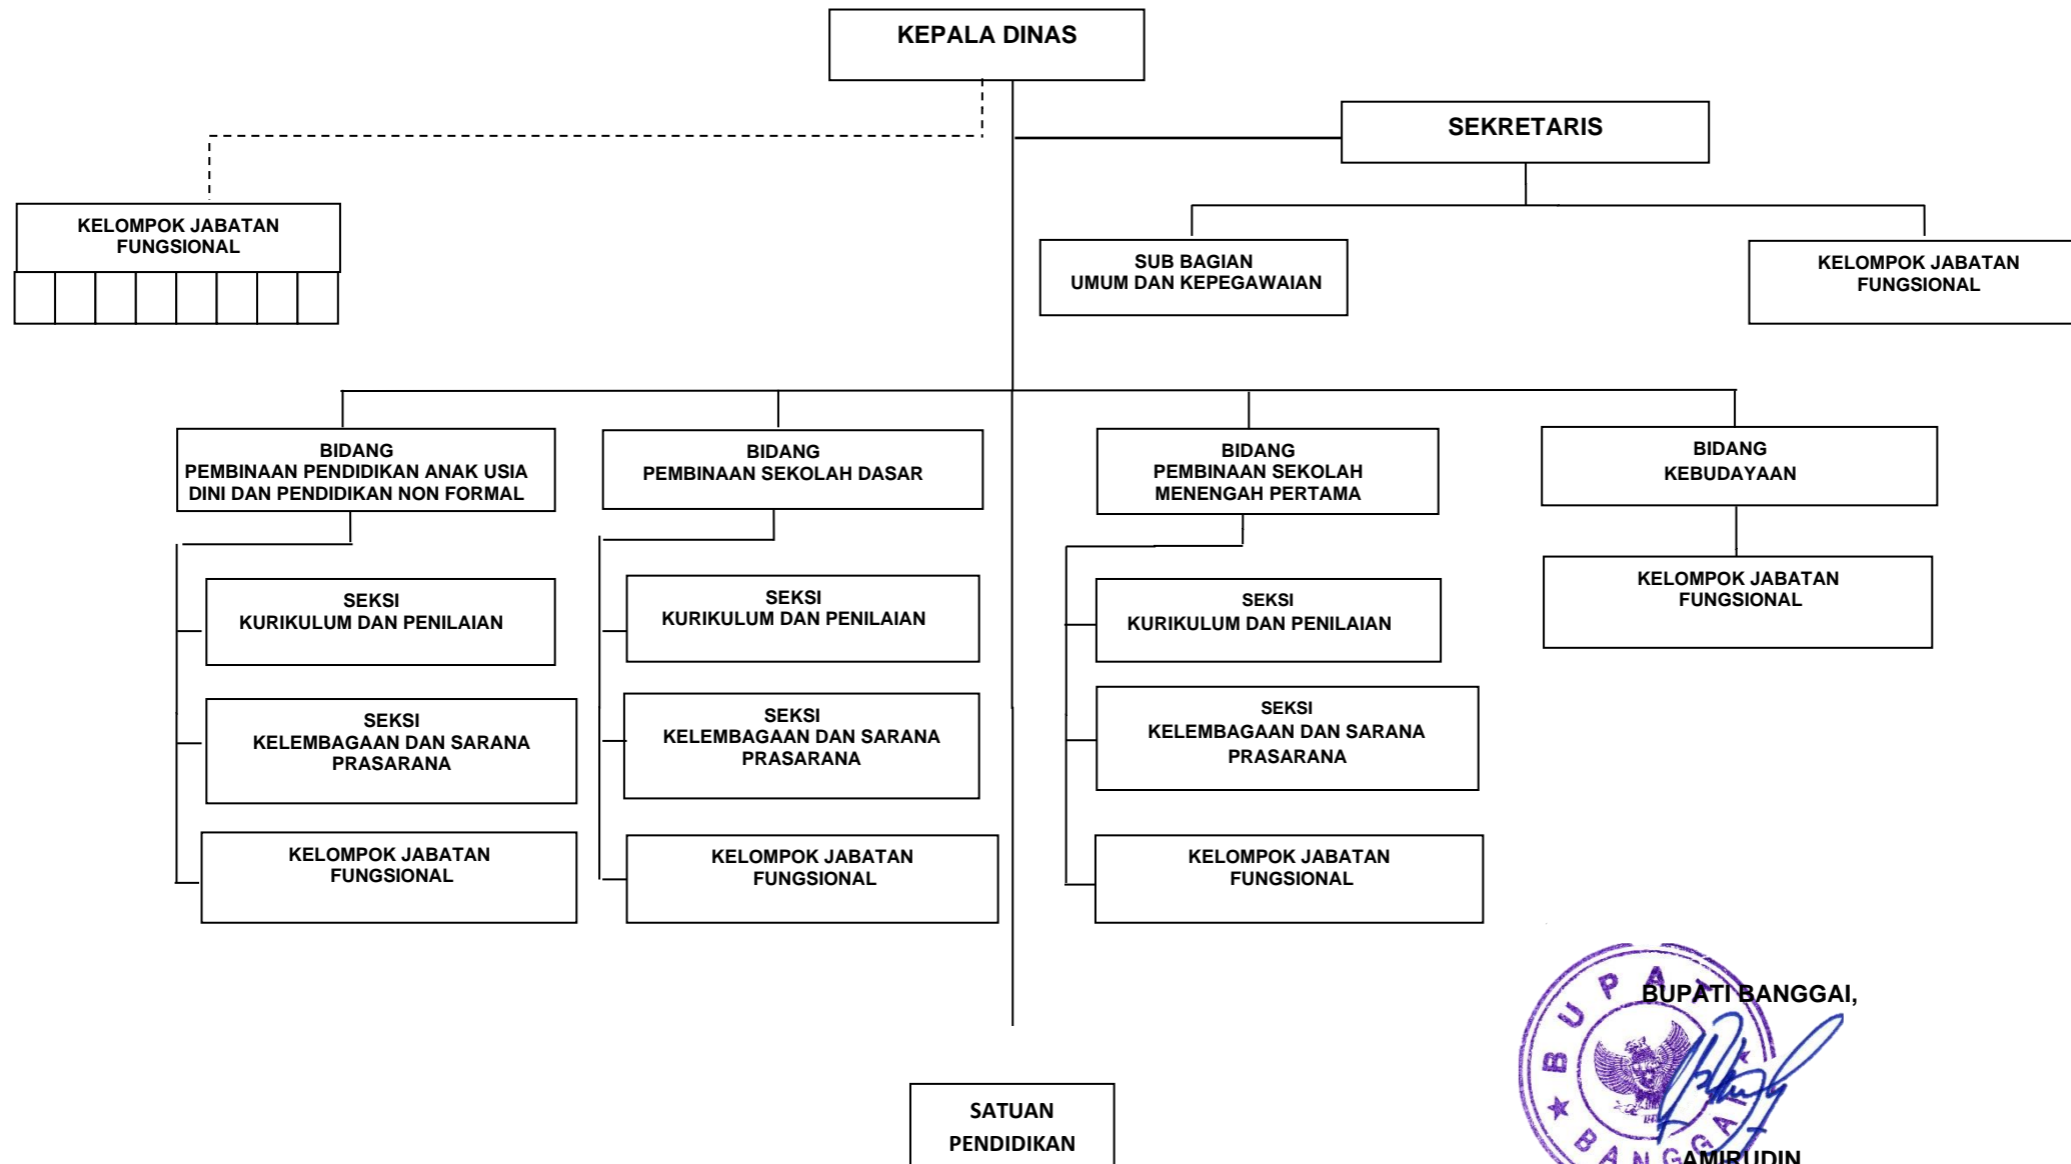 KEPALA DINAS
SEKRETARIS
KELOMPOK JABATAN
FUNGSIONAL
SUB BAGIAN
UMUM DAN KEPEGAWAIAN
KELOMPOK JABATAN
FUNGSIONAL
BIDANG
PEMBINAAN PENDIDIKAN ANAK USIA
DINI DAN PENDIDIKAN NON FORMAL
SEKSI
KURIKULUM DAN PENILAIAN
SEKSI
KELEMBAGAAN DAN SARANA
PRASARANA
KELOMPOK JABATAN
FUNGSIONAL
BIDANG
PEMBINAAN SEKOLAH DASAR
SEKSI
KURIKULUM DAN PENILAIAN
SEKSI
KELEMBAGAAN DAN SARANA
PRASARANA
KELOMPOK JABATAN
FUNGSIONAL
BIDANG
PEMBINAAN SEKOLAH
MENENGAH PERTAMA
SEKSI
KURIKULUM DAN PENILAIAN
SEKSI
KELEMBAGAAN DAN SARANA
PRASARANA
KELOMPOK JABATAN
FUNGSIONAL
BIDANG
KEBUDAYAAN
KELOMPOK JABATAN
FUNGSIONAL
SATUAN
PENDIDIKAN
BUPATI BANGGAI,
BUPATI
BANGGAI
AMIRUDIN